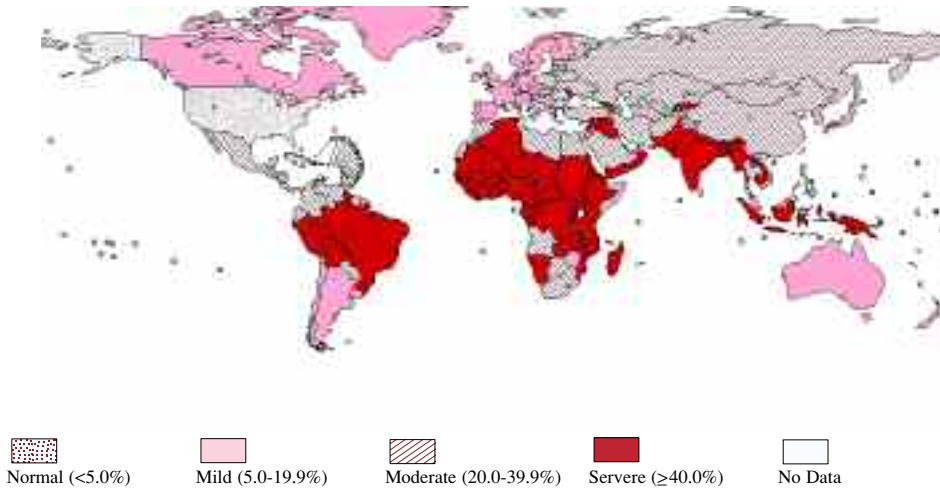 Normal (<5.0%) Mild (5.0-19.9%) Moderate (20.0-39.9%) Servere (≥40.0%) No Data